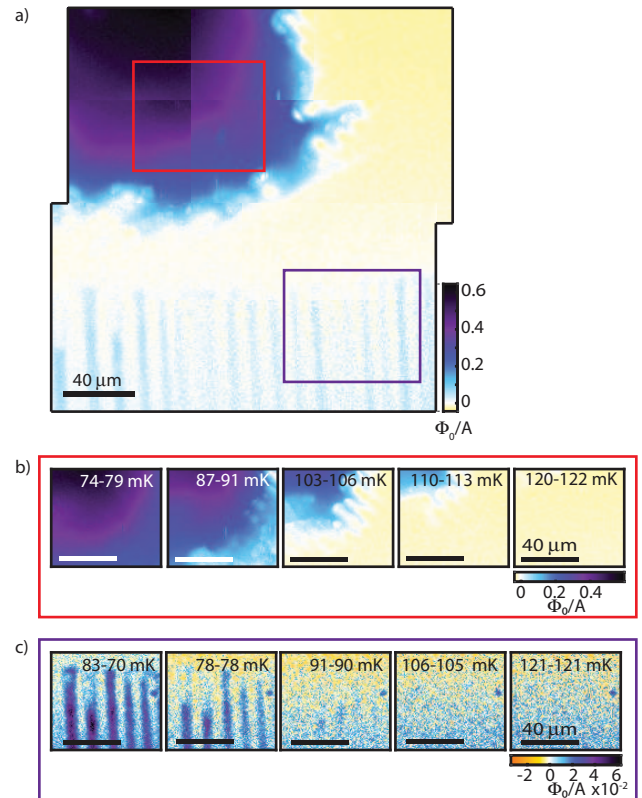 a)
0.6
0.4
0.2
0
Φ₀/A
40 μm
b)
74-79 mK
87-91 mK
103-106 mK
110-113 mK
120-122 mK
40 μm
0 0.2 0.4
Φ₀/A
c)
83-70 mK
78-78 mK
91-90 mK
106-105 mK
121-121 mK
40 μm
-2 0 2 4 6
Φ₀/A x10⁻²